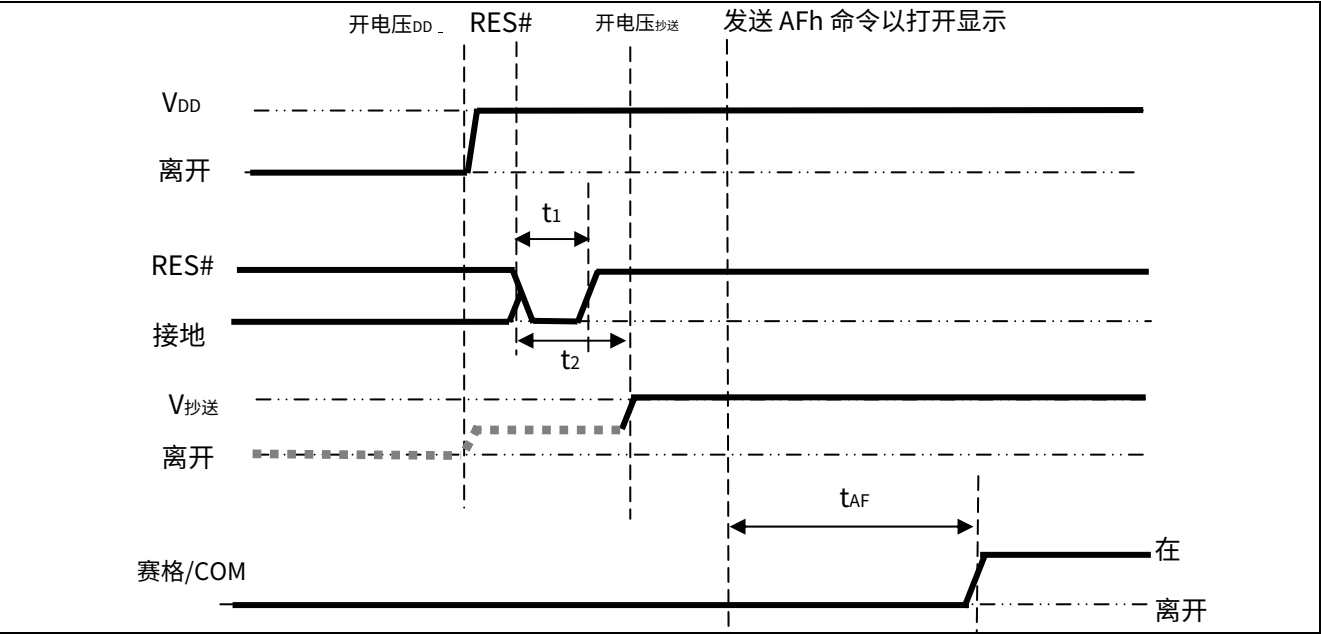 开电压DD RES# 开电压抄送 发送 AFh 命令以打开显示
VDD
离开
t1
RES#
接地
t2
V抄送
离开
tAF
在
赛格/COM
离开